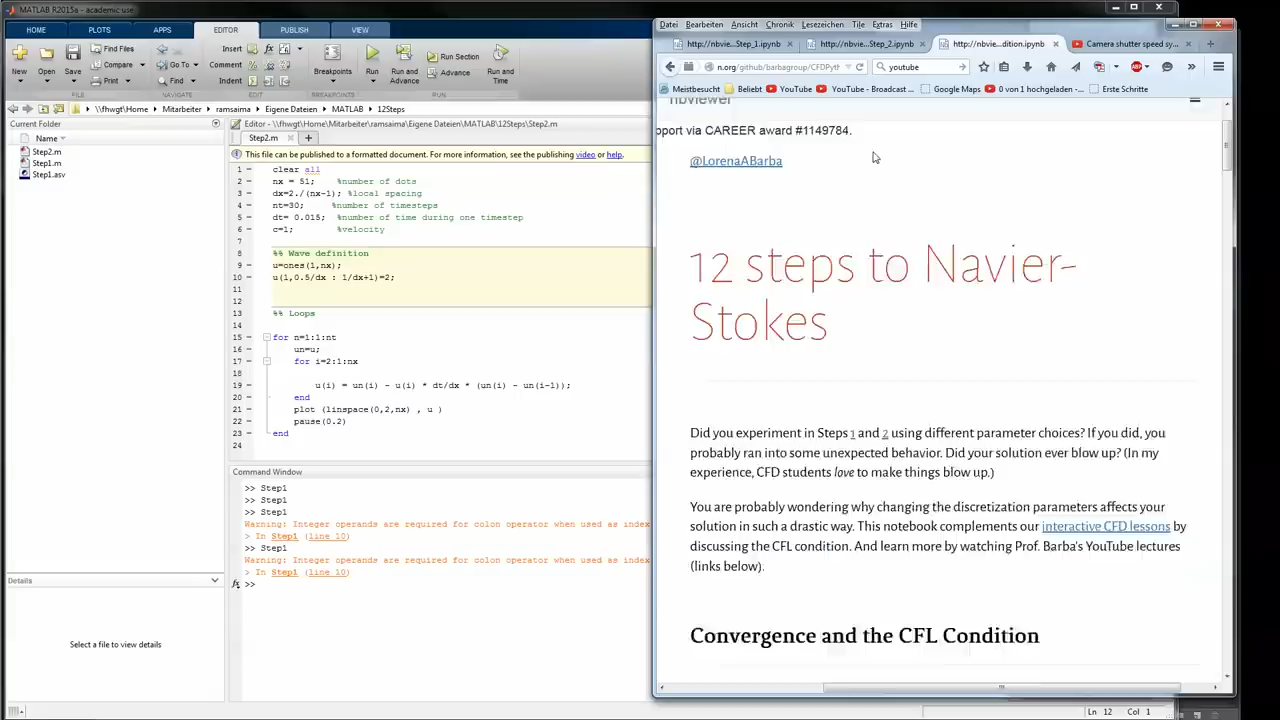 MATLAB R2015a - academic use
HOME
PLOTS
APPS
EDITOR
PUBLISH
VIEW
New
Open
Save
Find Files
Compare
Print
Go To
Find
Insert
Comment
Indent
Breakpoints
Run
Run and
Advance
Run Section
Advance
Run and
Time
FILE
NAVIGATE
EDIT
BREAKPOINTS
RUN
\\fhwgt ▸ Home ▸ Mitarbeiter ▸ ramsaima ▸ Eigene Dateien ▸ MATLAB ▸ 12Steps
Current Folder
Name
Step2.m
Step1.m
Step1.asv
Details
Select a file to view details
Editor - \\fhwgt\Home\Mitarbeiter\ramsaima\Eigene Dateien\MATLAB\12Steps\Step2.m
Step2.m
This file can be published to a formatted document. For more information, see the publishing video or help.
1 clear all
2 nx = 51; %number of dots
3 dx=2./(nx-1); %local spacing
4 nt=30; %number of timesteps
5 dt= 0.015; %number of time during one timestep
6 c=1; %velocity
7
8 %% Wave definition
9 u=ones(1,nx);
10 u(1,0.5/dx : 1/dx+1)=2;
11
12
13 %% Loops
14
15 for n=1:1:nt
16 un=u;
17 for i=2:1:nx
18
19 u(i) = un(i) - u(i) * dt/dx * (un(i) - un(i-1));
20 end
21 plot (linspace(0,2,nx) , u )
22 pause(0.2)
23 end
24
Command Window
>> Step1
>> Step1
>> Step1
Warning: Integer operands are required for colon operator when used as index
> In Step1 (line 10)
>> Step1
Warning: Integer operands are required for colon operator when used as index
> In Step1 (line 10)
fx >>
Ln 12 Col 1
Datei Bearbeiten Ansicht Chronik Lesezeichen Tile Extras Hilfe
http://nbvie...Step_1.ipynb
http://nbvie...Step_2.ipynb
http://nbvie...dition.ipynb
Camera shutter speed sy...
n.org/github/barbagroup/CFDPyth
youtube
ABP
Meistbesucht
Beliebt
YouTube
YouTube - Broadcast ...
Google Maps
0 von 1 hochgeladen - ...
Erste Schritte
nbviewer
pport via CAREER award #1149784.
@LorenaABarba
12 steps to Navier-
Stokes
Did you experiment in Steps 1 and 2 using different parameter choices? If you did, you
probably ran into some unexpected behavior. Did your solution ever blow up? (In my
experience, CFD students love to make things blow up.)
You are probably wondering why changing the discretization parameters affects your
solution in such a drastic way. This notebook complements our interactive CFD lessons by
discussing the CFL condition. And learn more by watching Prof. Barba's YouTube lectures
(links below).
Convergence and the CFL Condition